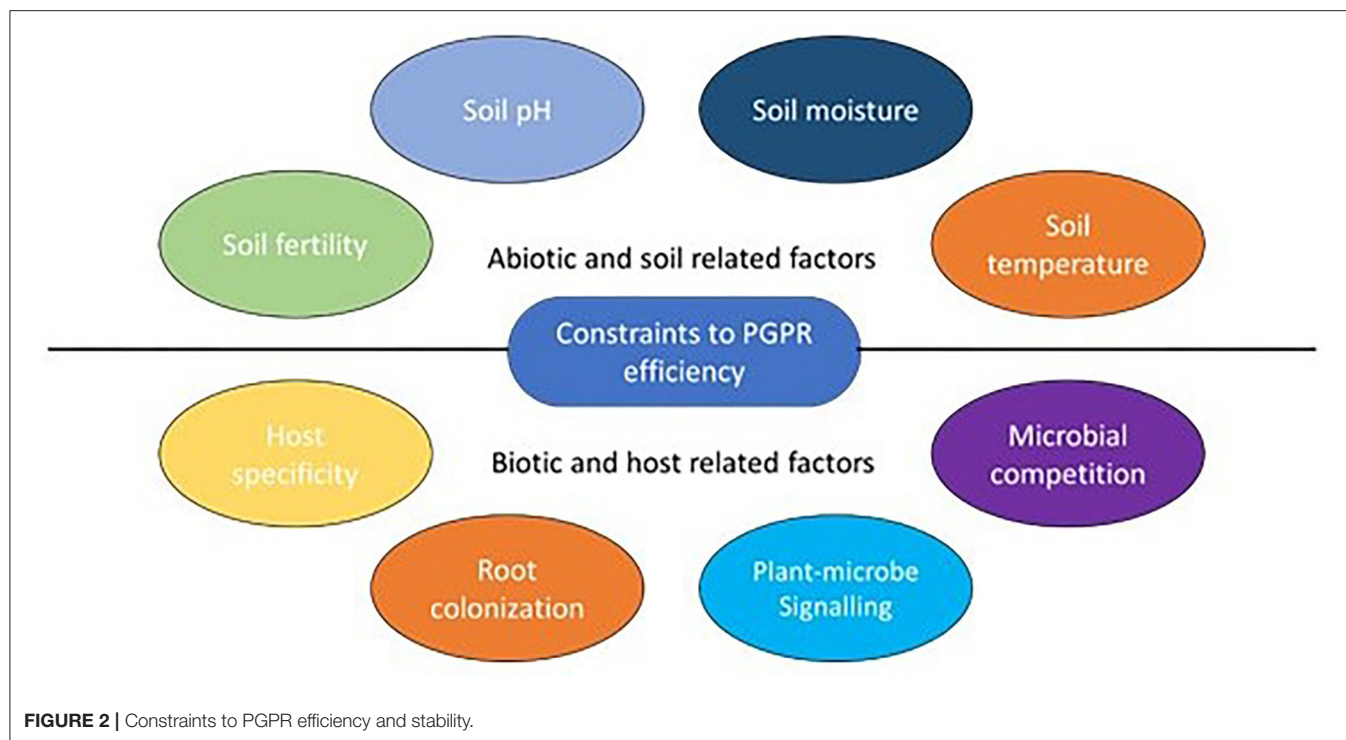 Soil pH
Soil moisture
Soil fertility
Soil
temperature
Abiotic and soil related factors
Constraints to PGPR
efficiency
Host
specificity
Biotic and host related factors
Microbial
competition
Root
colonization
Plant-microbe
Signalling
FIGURE 2 | Constraints to PGPR efficiency and stability.